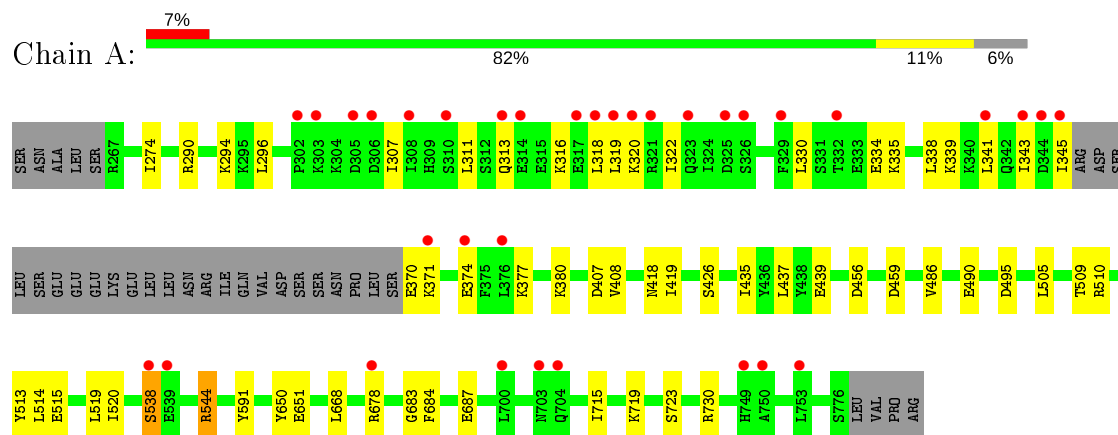 7%
Chain A:
82% 11% 6%
SER ASN ALA LEU SER R267 I274 R290 K294 K295 L296 P302 K303 K304 D305 D306 I307 I308 H309 S310 L311 S312 Q313 E314 E315 K316 E317 L318 L319 K320 R321 I322 Q323 I324 D325 S326 F329 L330 S331 T332 E333 E334 K335 L338 K339 K340 L341 Q342 I343 D344 I345 ARG ASP SER
LEU SER GLU GLU GLU LYS GLU LEU LEU ASN ARG ILE GLN VAL ASP SER SER ASN PRO LEU SER E370 K371 E374 F375 L376 K377 K380 D407 V408 N418 I419 S426 I435 Y436 L437 Y438 E439 D456 D459 V486 E490 D495 L505 T509 R510
Y513 L514 E515 L519 I520 S538 E539 R544 Y591 Y650 E651 L668 R678 G683 F684 E687 L700 N703 Q704 I715 K719 S723 R730 H749 A750 L753 S776 LEU VAL PRO ARG